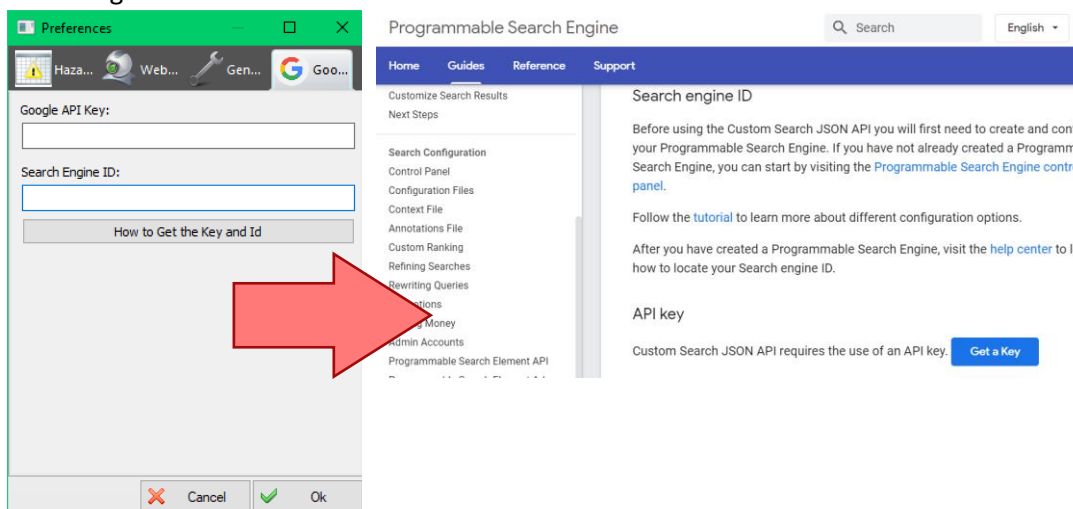 Preferences
Haza... Web... Gen... Goo...
Google API Key:
Search Engine ID:
How to Get the Key and Id
Cancel Ok
Programmable Search Engine
Search
English
Home Guides Reference Support
Customize Search Results
Next Steps
Search Configuration
Control Panel
Configuration Files
Context File
Annotations File
Custom Ranking
Refining Searches
Rewriting Queries
Money
Admin Accounts
Programmable Search Element API
Search engine ID
Before using the Custom Search JSON API you will first need to create and
your Programmable Search Engine. If you have not already created a
Search Engine, you can start by visiting the Programmable Search Engine
panel.
Follow the tutorial to learn more about different configuration options.
After you have created a Programmable Search Engine, visit the help center to
how to locate your Search engine ID.
API key
Custom Search JSON API requires the use of an API key. Get a Key